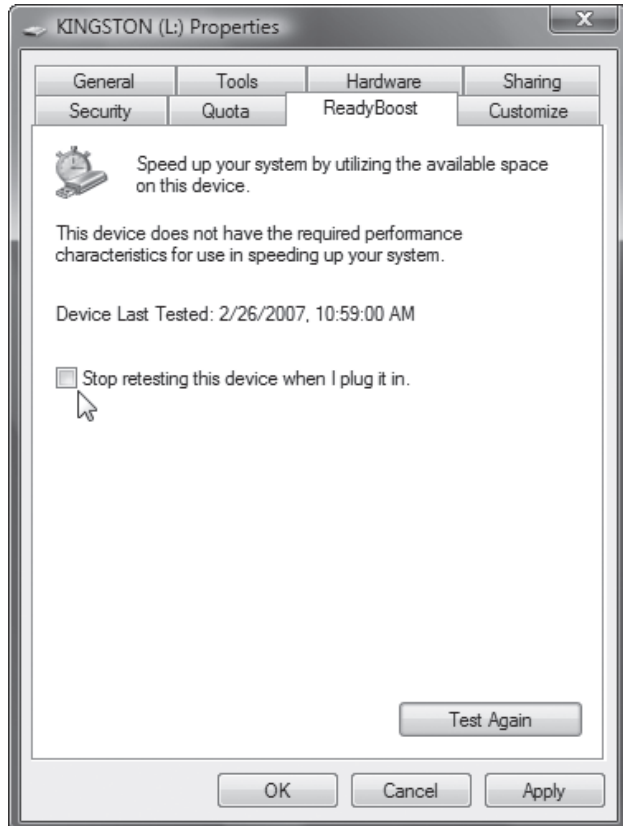 KINGSTON (L:) Properties
X
General Tools Hardware Sharing
Security Quota ReadyBoost Customize
Speed up your system by utilizing the available space
on this device.
This device does not have the required performance
characteristics for use in speeding up your system.
Device Last Tested: 2/26/2007, 10:59:00 AM
Stop retesting this device when I plug it in.
Test Again
OK Cancel Apply